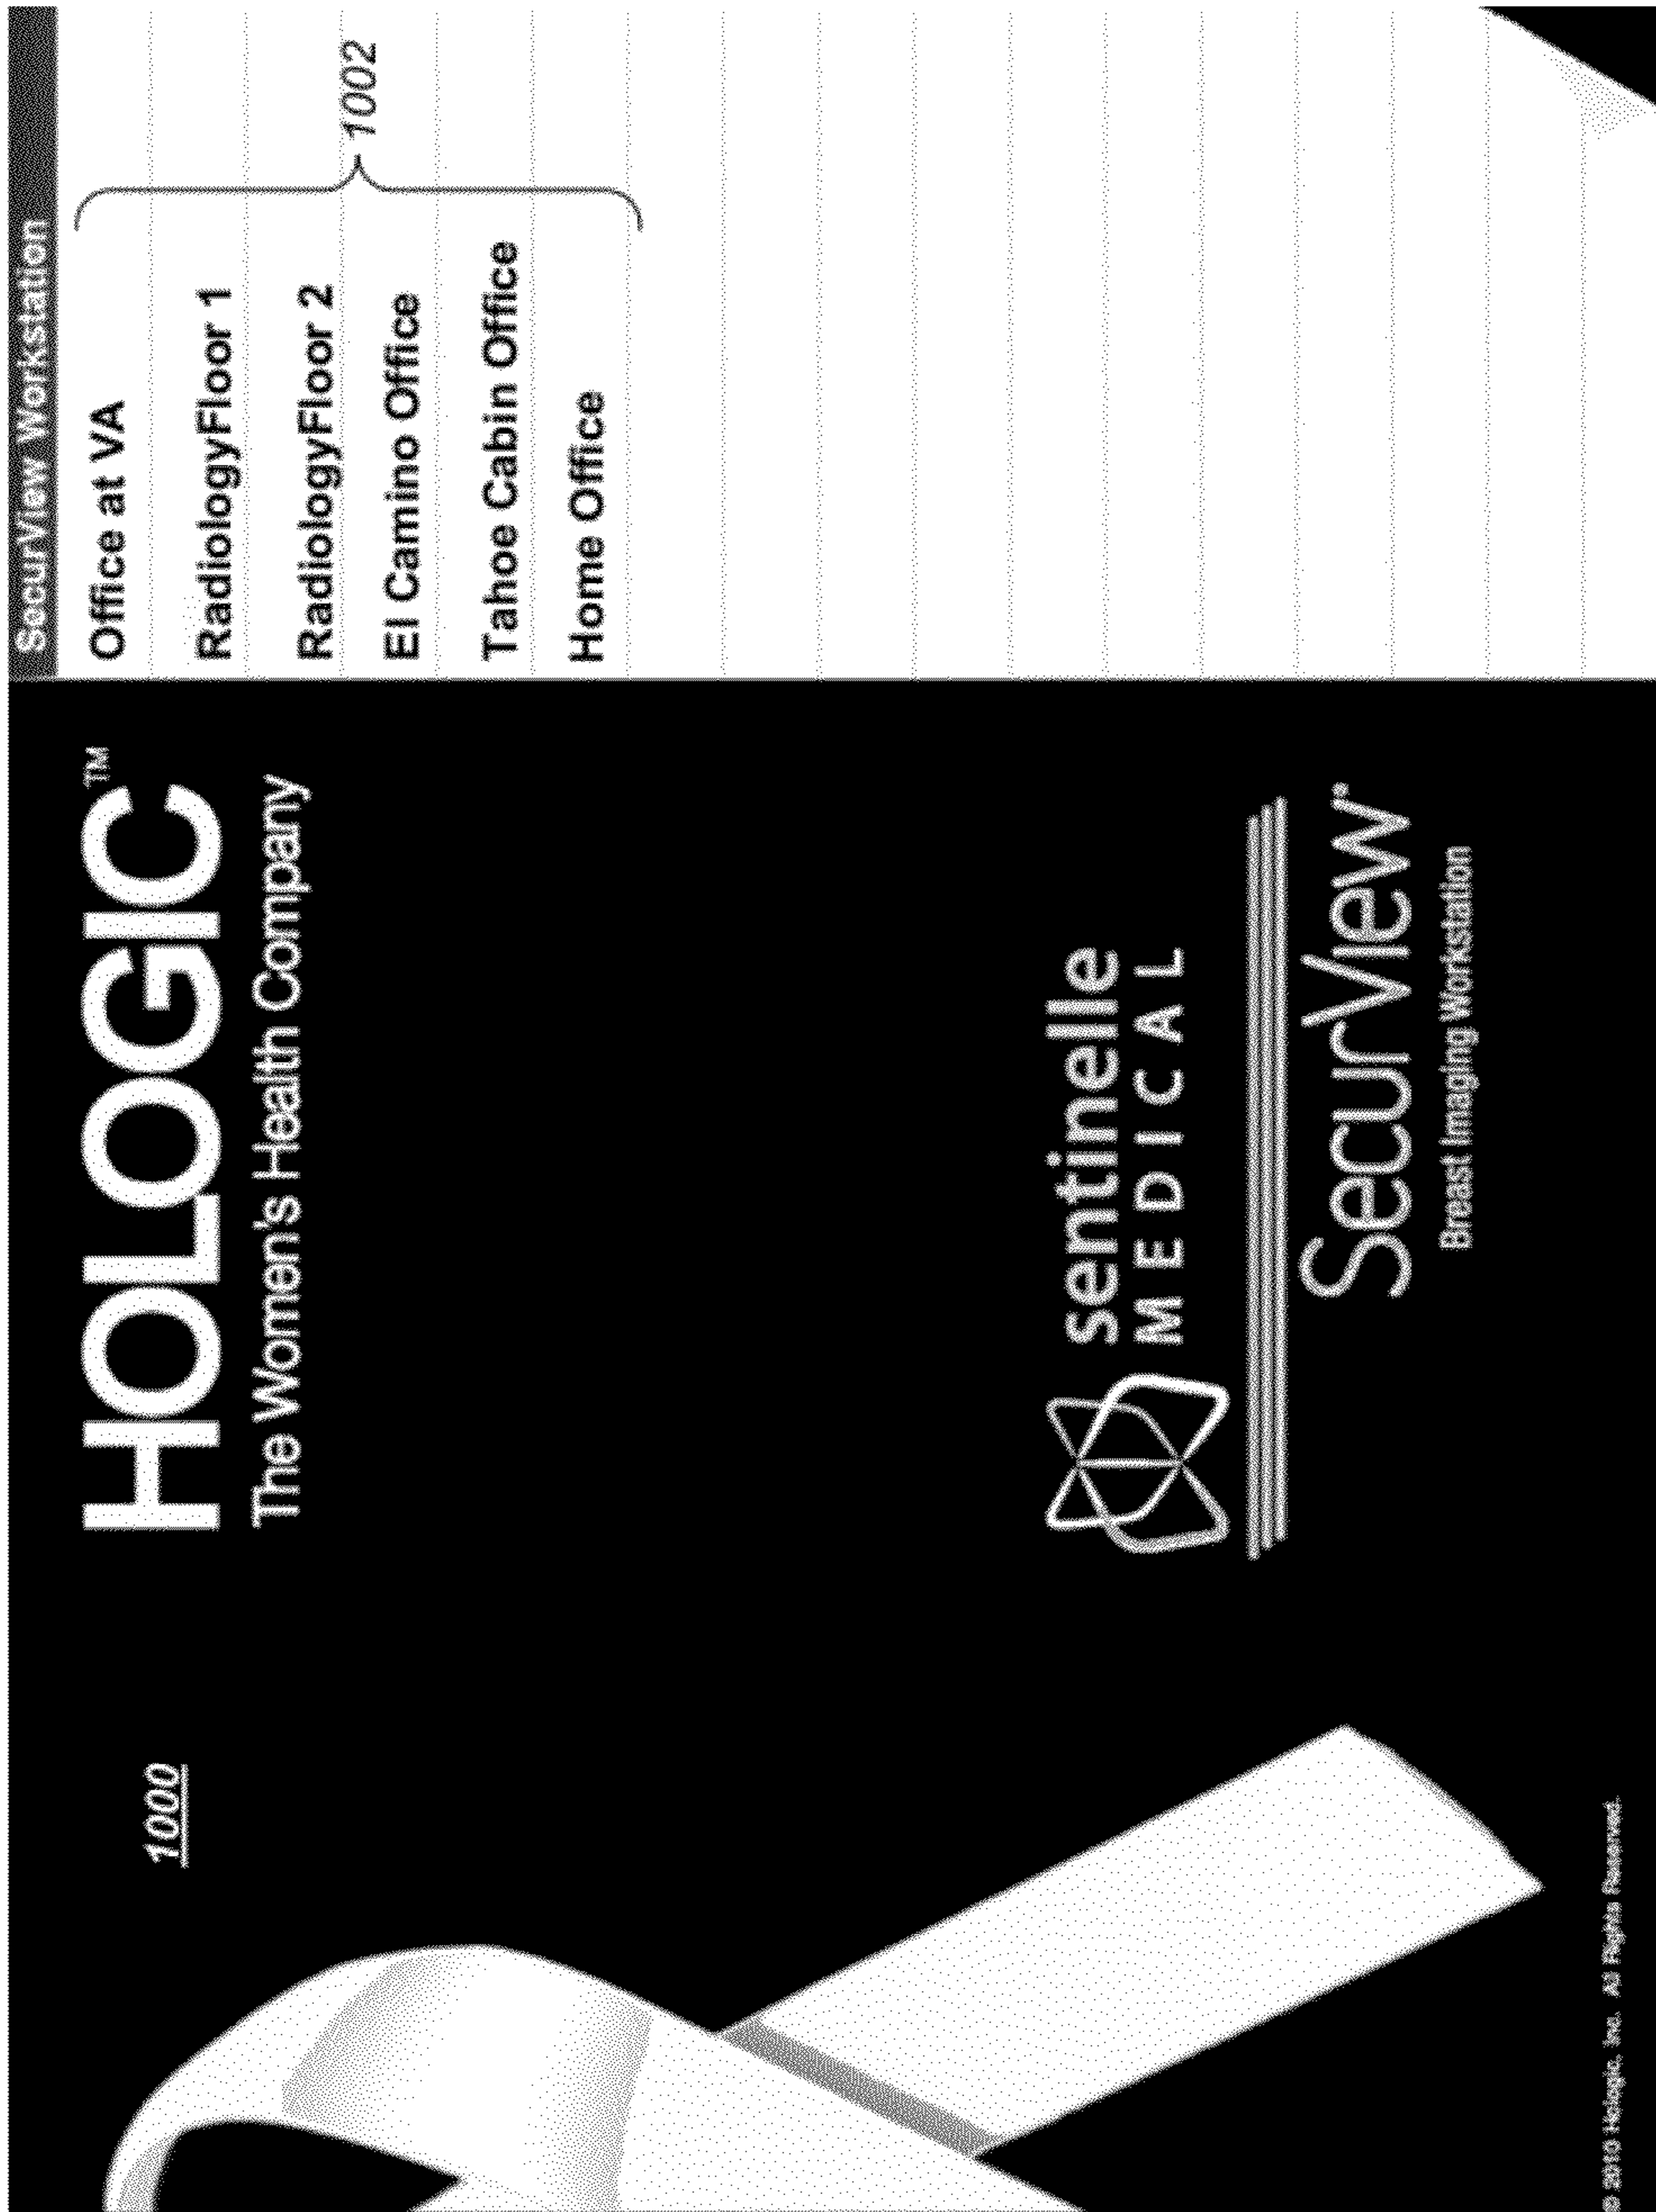 1000
HOLOGIC™
The Women's Health Company
sentinelle
MEDICAL
SecurView
Breast Imaging Workstation
© 2010 Hologic, Inc. All Rights Reserved.
SecurView Workstation
Office at VA
RadiologyFloor 1
RadiologyFloor 2
El Camino Office
Tahoe Cabin Office
Home Office
1002